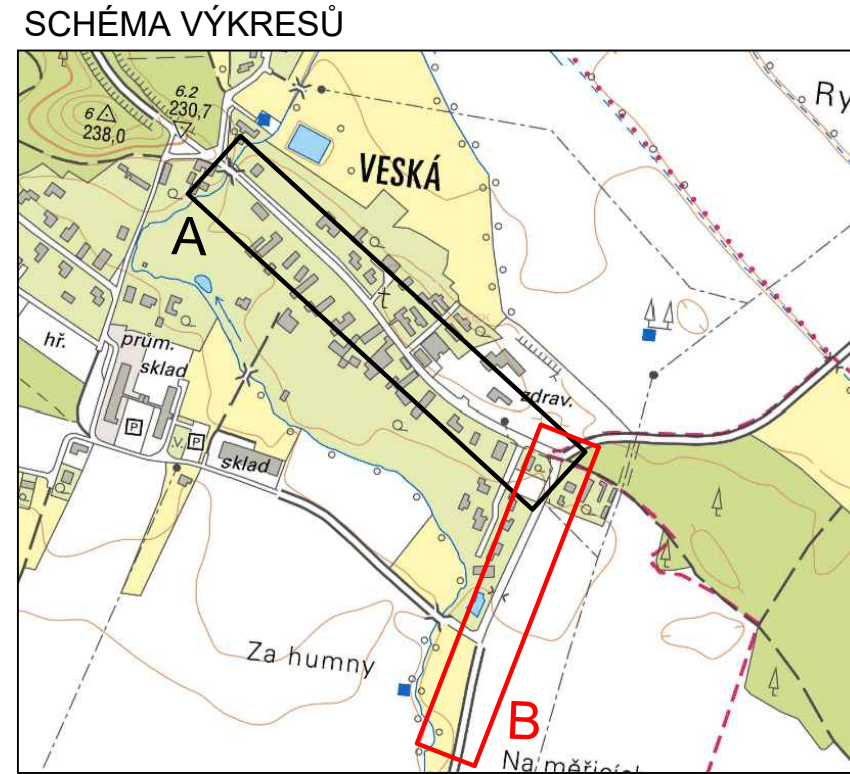 SCHÉMA VÝKRESŮ
6.2
230,7
6
238,0
Ry
VESKÁ
A
hř.
prům.
sklad
zdrav.
P
V.
P
sklad
Za humny
B
Na měřicích